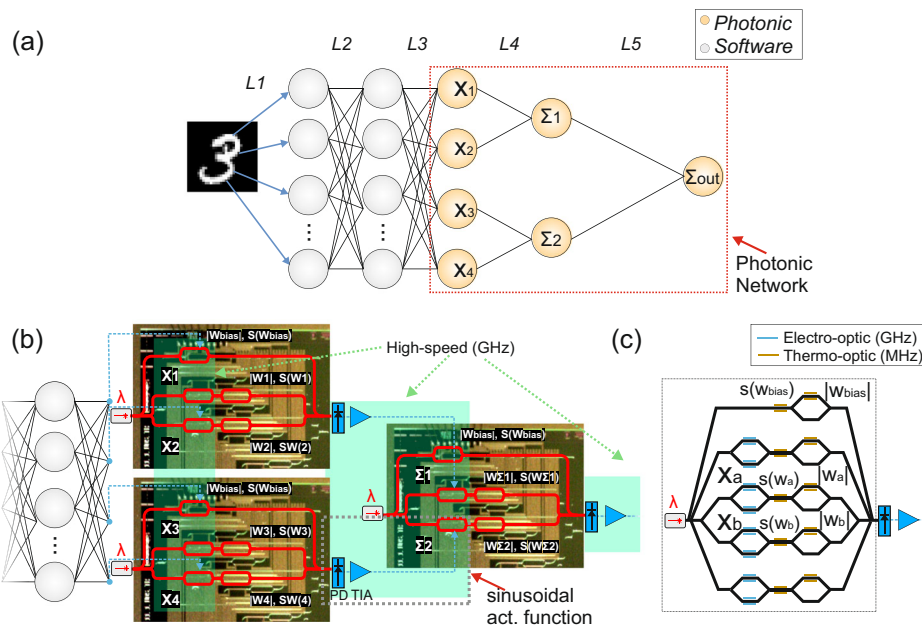 (a)
Photonic
Software
L1
L2
L3
L4
L5
X1
X2
X3
X4
Σ1
Σ2
Σout
3
⋮
⋮
Photonic
Network
(b)
High-speed (GHz)
λ
|Wbias|, S(Wbias)
X1
|W1|, S(W1)
X2
|W2|, SW(2)
λ
|Wbias|, S(Wbias)
X3
|W3|, S(W3)
X4
|W4|, SW(4)
PD TIA
λ
|Wbias|, S(Wbias)
Σ1
|WΣ1|, S(WΣ1)
Σ2
|WΣ2|, S(WΣ2)
sinusoidal
act. function
⋮
(c)
Electro-optic (GHz)
Thermo-optic (MHz)
s(wbias)
|wbias|
Xa
s(wa)
|wa|
λ
Xb
s(wb)
|wb|